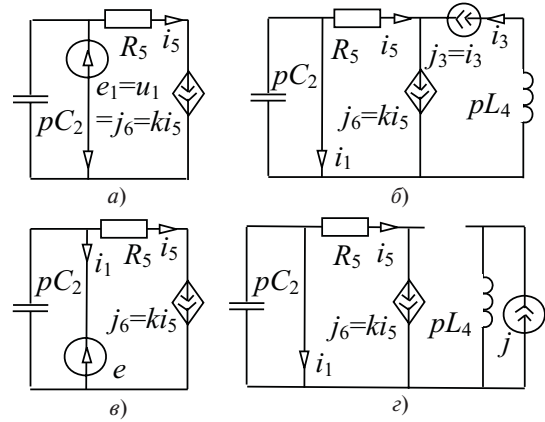 R5 i5
e1=u1
pC2
=j6=ki5
а)
R5 i5 i3
j3=i3
pC2 j6=ki5 pL4
i1
б)
R5 i5
i1
pC2
j6=ki5
e
в)
R5 i5
pC2
j6=ki5 pL4
i1 j
г)